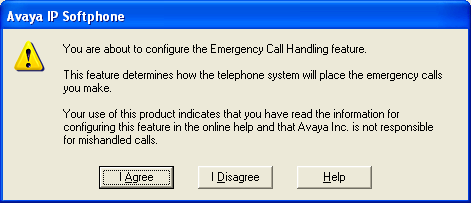 Avaya IP Softphone
You are about to configure the Emergency Call Handling feature.
This feature determines how the telephone system will place the emergency calls
you make.
Your use of this product indicates that you have read the information for
configuring this feature in the online help and that Avaya Inc. is not responsible
for mishandled calls.
I Agree
I Disagree
Help